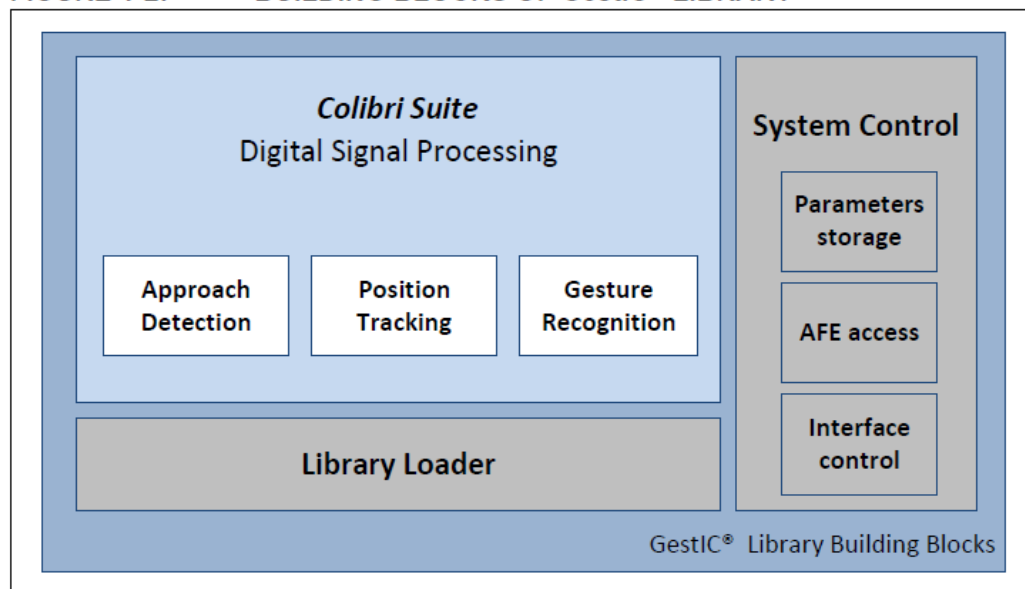 Colibri Suite
Digital Signal Processing
Approach
Detection
Position
Tracking
Gesture
Recognition
Library Loader
System Control
Parameters
storage
AFE access
Interface
control
GestIC® Library Building Blocks